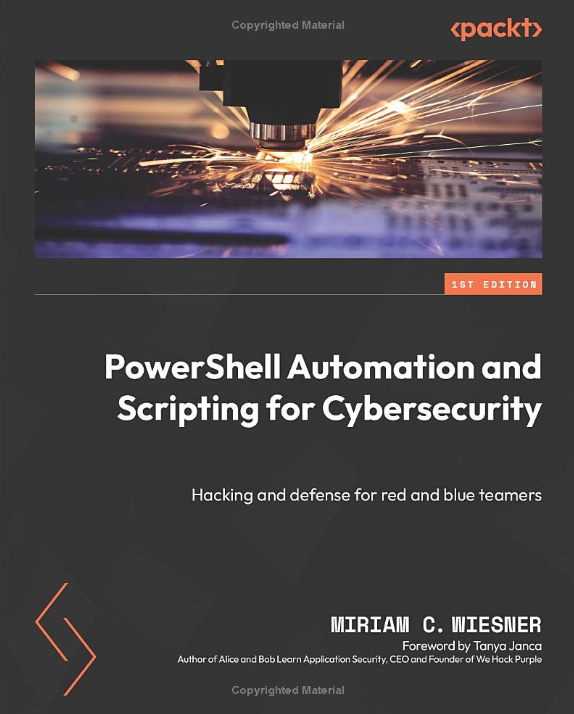 Copyrighted Material
<packt>
1ST EDITION
PowerShell Automation and
Scripting for Cybersecurity
Hacking and defense for red and blue teamers
MIRIAM C. WIESNER
Foreword by Tanya Janca
Author of Alice and Bob Learn Application Security, CEO and Founder of We Hack Purple
Copyrighted Material